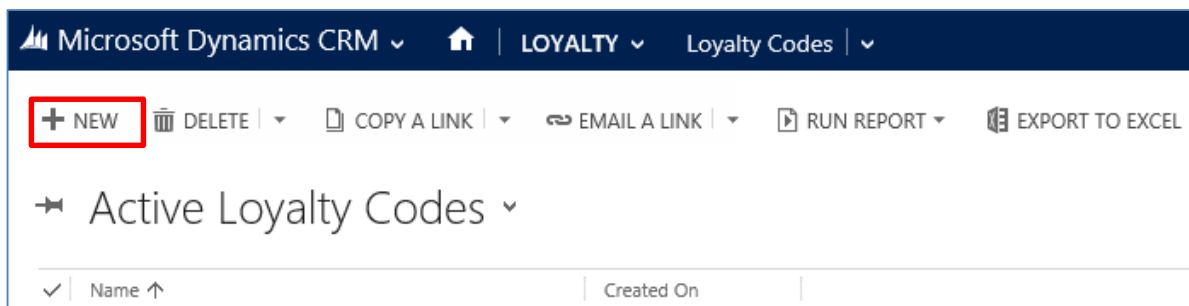 Microsoft Dynamics CRM LOYALTY Loyalty Codes
NEW DELETE COPY A LINK EMAIL A LINK RUN REPORT EXPORT TO EXCEL
Active Loyalty Codes
Name Created On